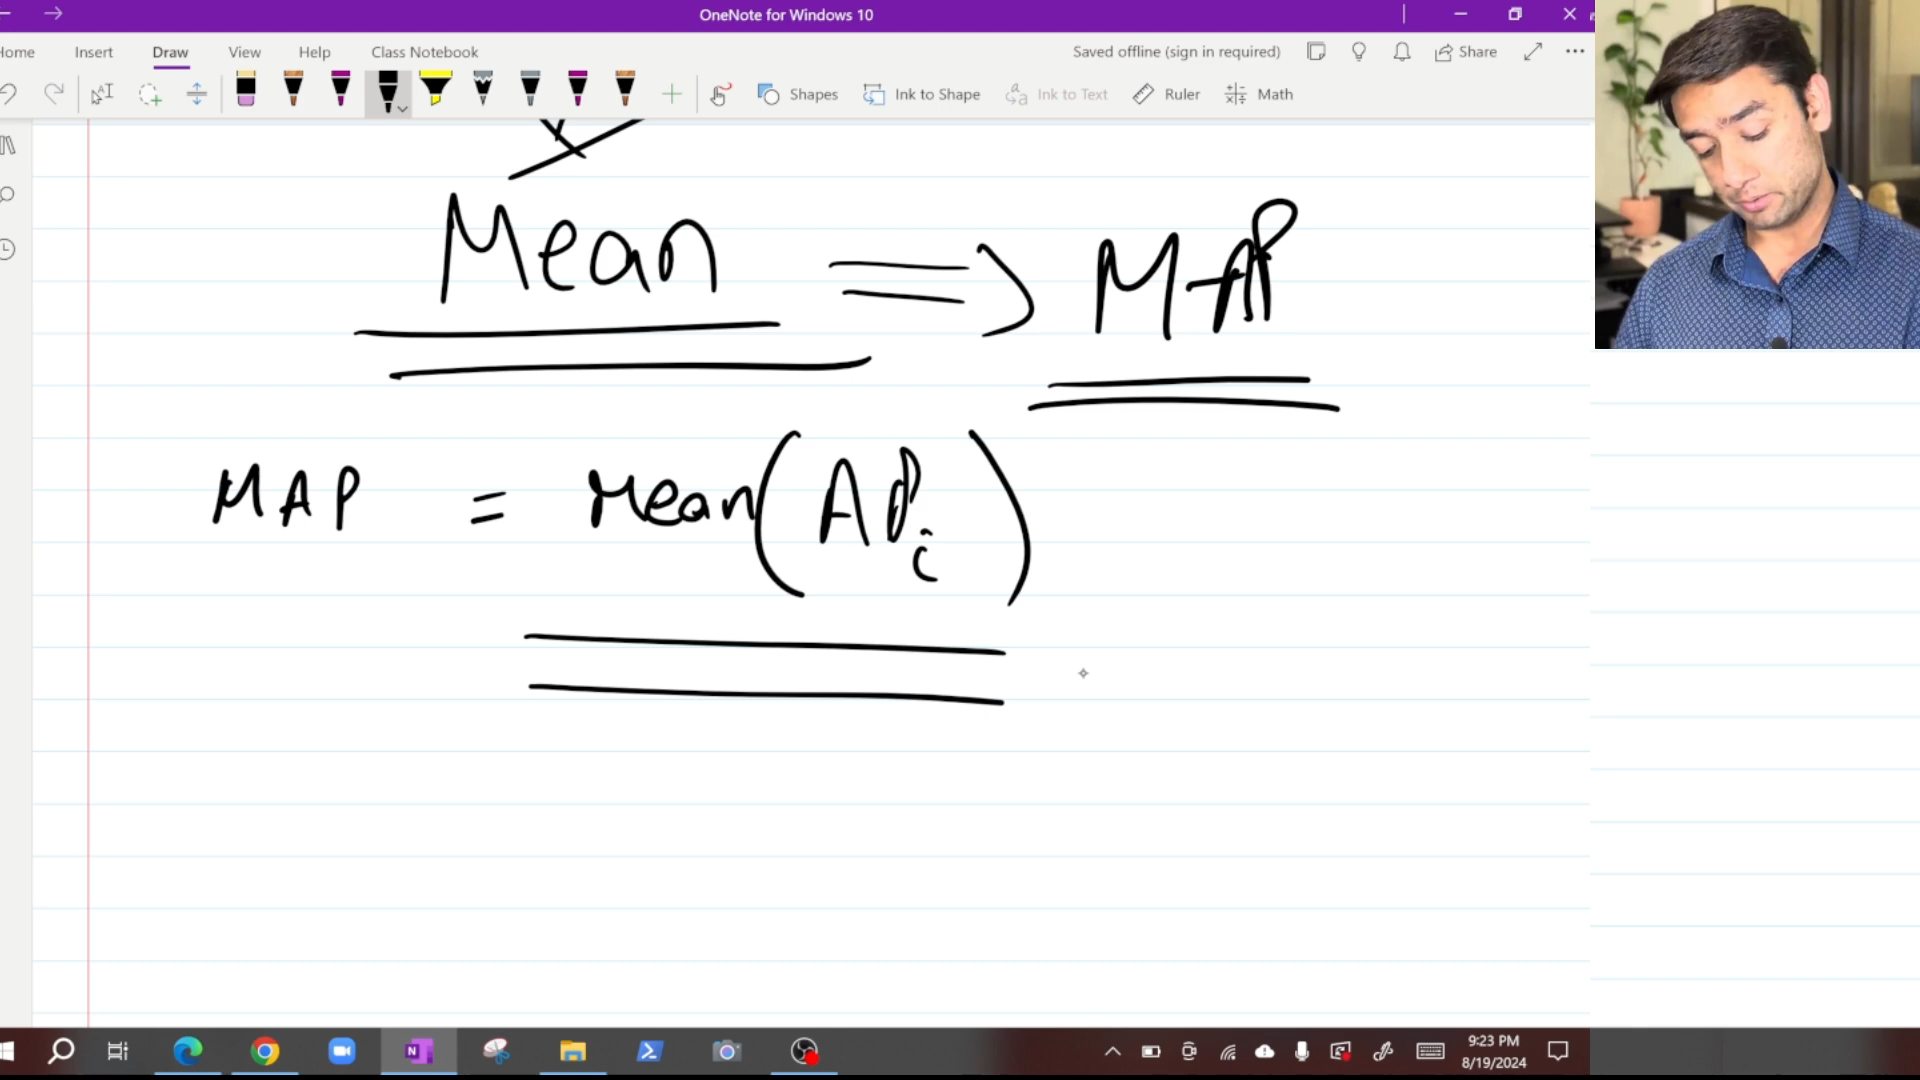 OneNote for Windows 10
Home Insert Draw View Help Class Notebook Saved offline (sign in required) Share
Shapes Ink to Shape Ink to Text Ruler Math
Mean => MAP
MAP = Mean(APi)
9:23 PM
8/19/2024